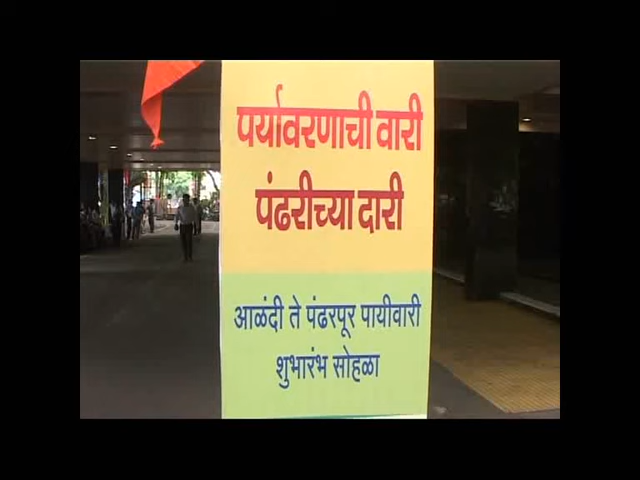 पर्यावरणाची वारी
पंढरीच्या दारी
आळंदी ते पंढरपूर पायीवारी
शुभारंभ सोहळा